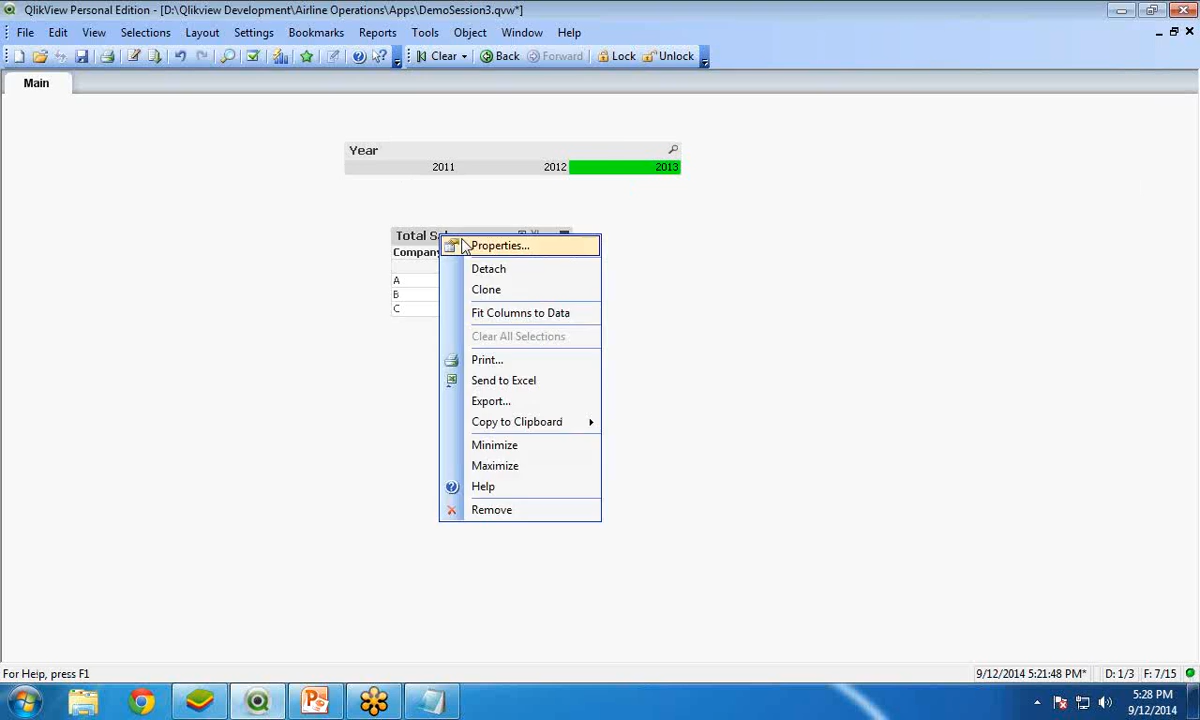 QlikView Personal Edition - [D:\Qlikview Development\Airline Operations\Apps\DemoSession3.qvw*]
File Edit View Selections Layout Settings Bookmarks Reports Tools Object Window Help
Clear Back Forward Lock Unlock
Main
Year
2011 2012 2013
Total
Company
A
B
C
Properties...
Detach
Clone
Fit Columns to Data
Clear All Selections
Print...
Send to Excel
Export...
Copy to Clipboard
Minimize
Maximize
Help
Remove
For Help, press F1 9/12/2014 5:21:48 PM* D: 1/3 F: 7/15
5:28 PM
9/12/2014